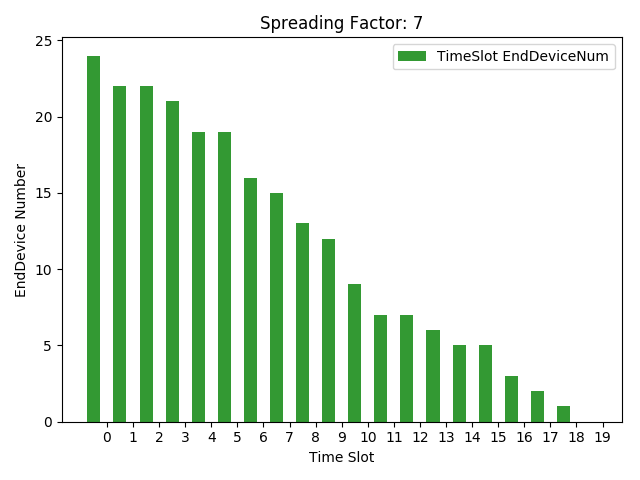 Spreading Factor: 7
TimeSlot EndDeviceNum
EndDevice Number
25
20
15
10
5
0
0 1 2 3 4 5 6 7 8 9 10 11 12 13 14 15 16 17 18 19
Time Slot